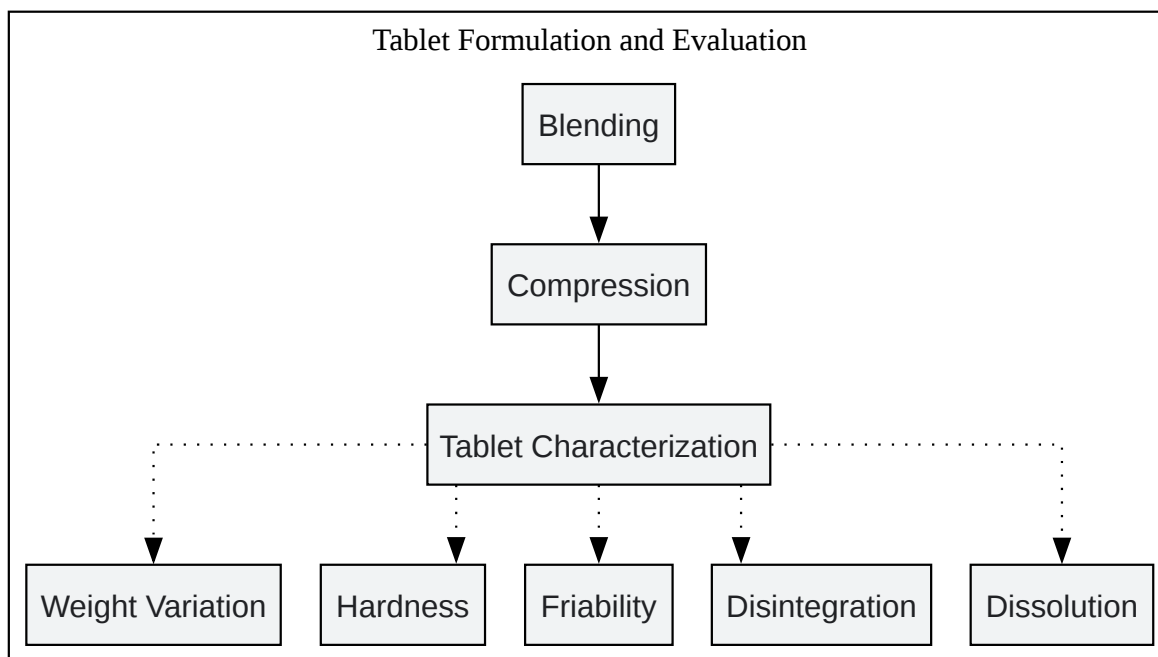 Tablet Formulation and Evaluation
Blending
Compression
Tablet Characterization
Weight Variation
Hardness
Friability
Disintegration
Dissolution